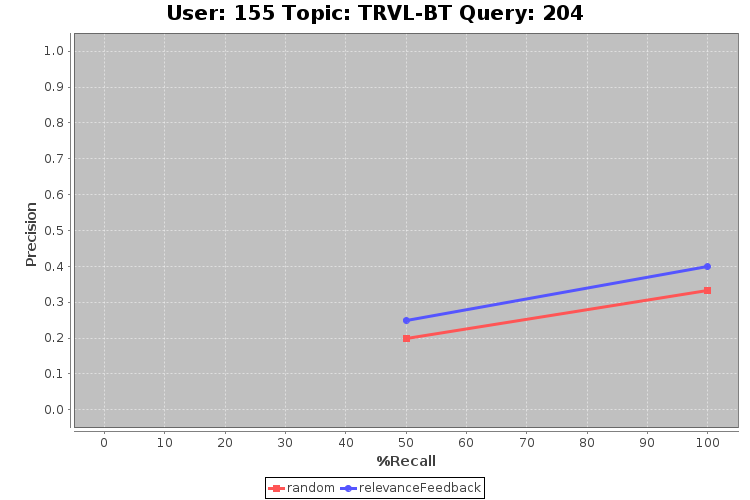 User: 155 Topic: TRVL-BT Query: 204
1.0
0.9
0.8
0.7
0.6
0.5
0.4
0.3
0.2
0.1
0.0
Precision
0 10 20 30 40 50 60 70 80 90 100
%Recall
random relevanceFeedback